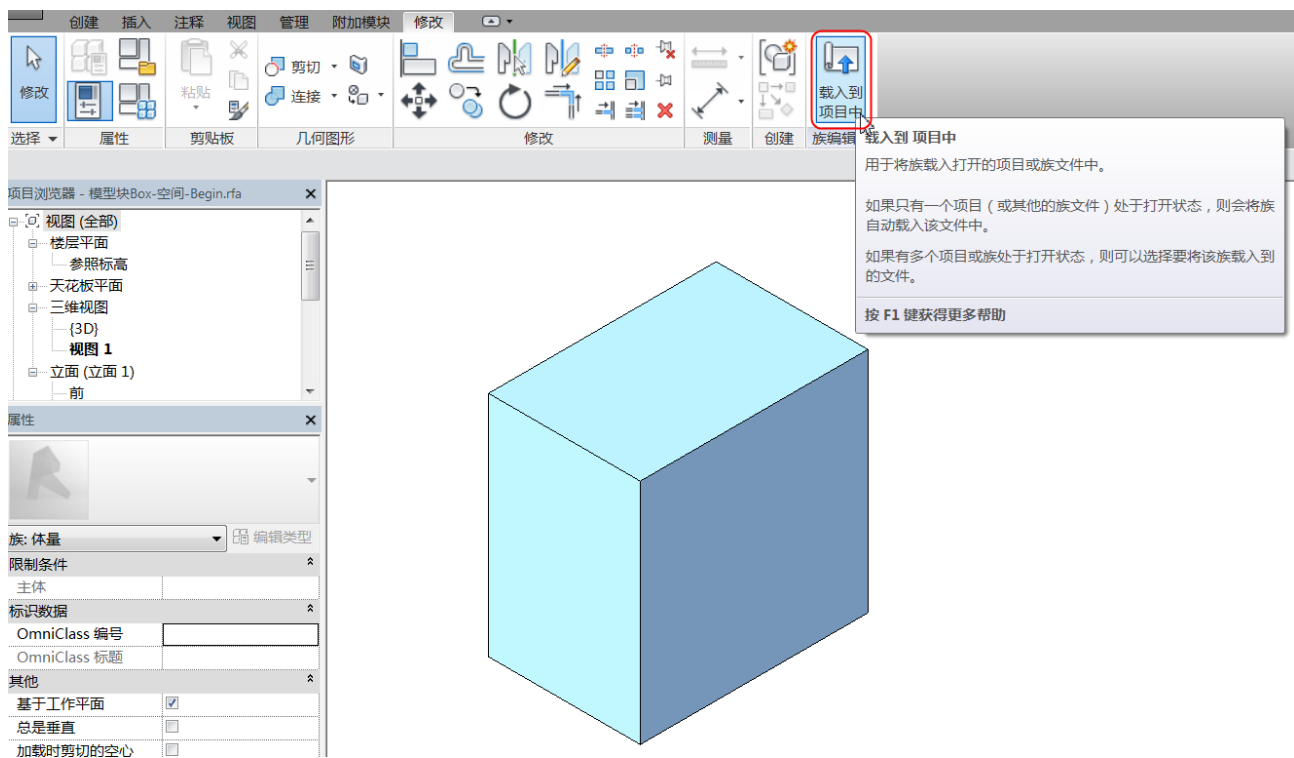 创建 插入 注释 视图 管理 附加模块 修改
修改
粘贴
剪切
连接
载入到
项目中
选择 属性 剪贴板 几何图形 修改 测量 创建 族编辑
载入到 项目中
用于将族载入打开的项目或族文件中。
如果只有一个项目（或其他的族文件）处于打开状态，则会将族
自动载入该文件中。
如果有多个项目或族处于打开状态，则可以选择要将该族载入到
的文件。
按 F1 键获得更多帮助
项目浏览器 - 模型块Box-空间-Begin.rfa
视图 (全部)
楼层平面
参照标高
天花板平面
三维视图
{3D}
视图 1
立面 (立面 1)
前
属性
族: 体量
编辑类型
限制条件
主体
标识数据
OmniClass 编号
OmniClass 标题
其他
基于工作平面
总是垂直
加载时剪切的空心